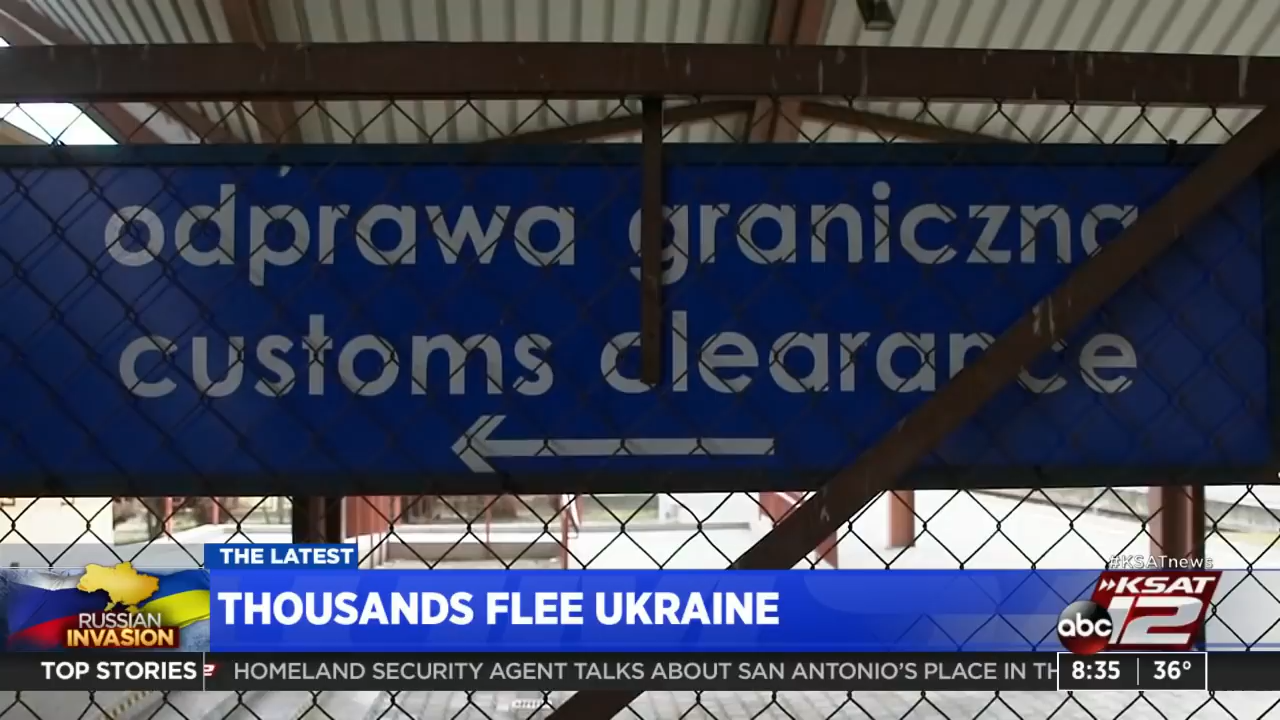 odprawa graniczna
customs clearance
THE LATEST
#KSATnews
THOUSANDS FLEE UKRAINE
RUSSIAN
INVASION
KSAT
abc 12
TOP STORIES
HOMELAND SECURITY AGENT TALKS ABOUT SAN ANTONIO'S PLACE IN
8:35 36°